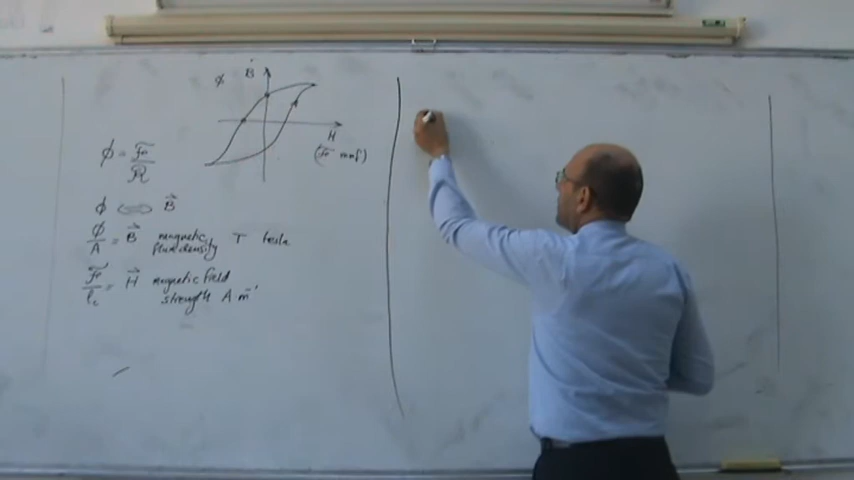 ϕ B
H
(ℱ mmf)
ϕ = ℱ/ℛ
ϕ ⟺ B⃗
ϕ/A = B⃗ magnetic flux density T tesla
ℱ/lc = H⃗ magnetic field strength A m⁻¹